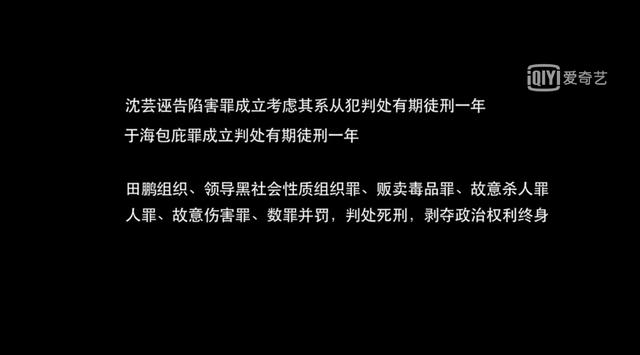 iQIYI 爱奇艺
沈芸诬告陷害罪成立考虑其系从犯判处有期徒刑一年
于海包庇罪成立判处有期徒刑一年
田鹏组织、领导黑社会性质组织罪、贩卖毒品罪、故意杀人罪
人罪、故意伤害罪、数罪并罚，判处死刑，剥夺政治权利终身